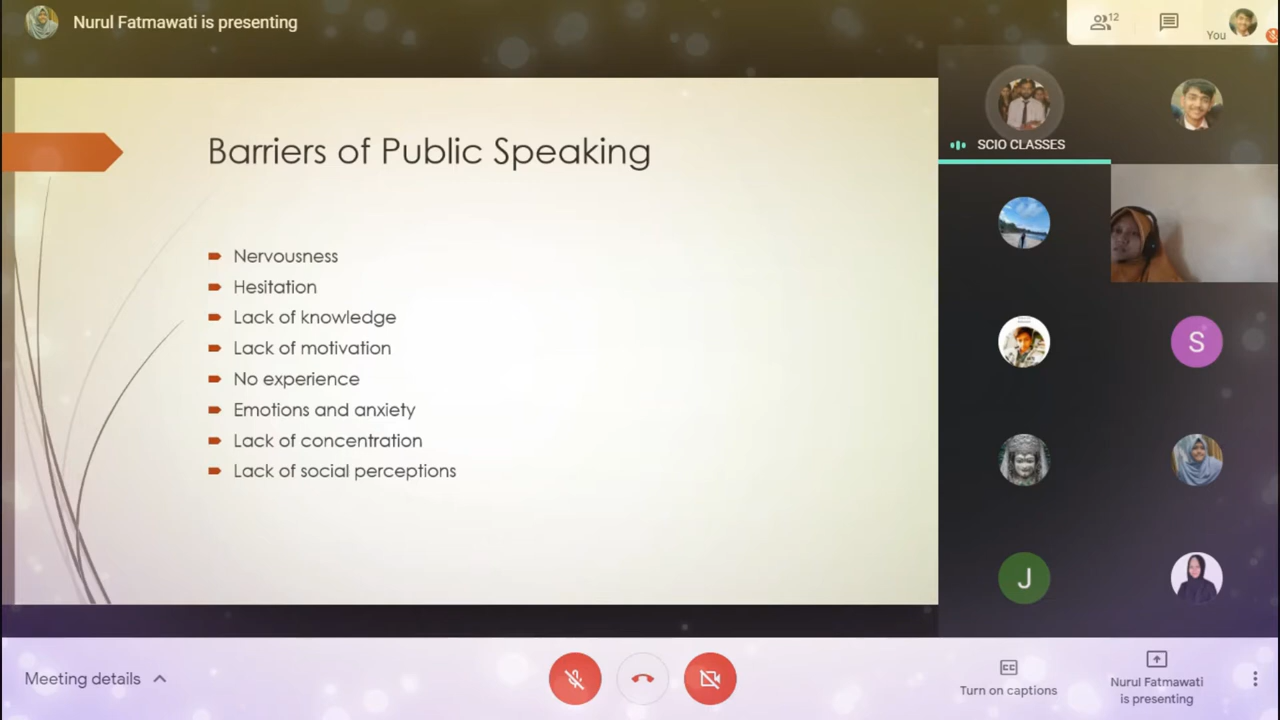 Nurul Fatmawati is presenting
12
You
Barriers of Public Speaking
Nervousness
Hesitation
Lack of knowledge
Lack of motivation
No experience
Emotions and anxiety
Lack of concentration
Lack of social perceptions
SCIO CLASSES
S
J
Meeting details
CC
Turn on captions
Nurul Fatmawati
is presenting